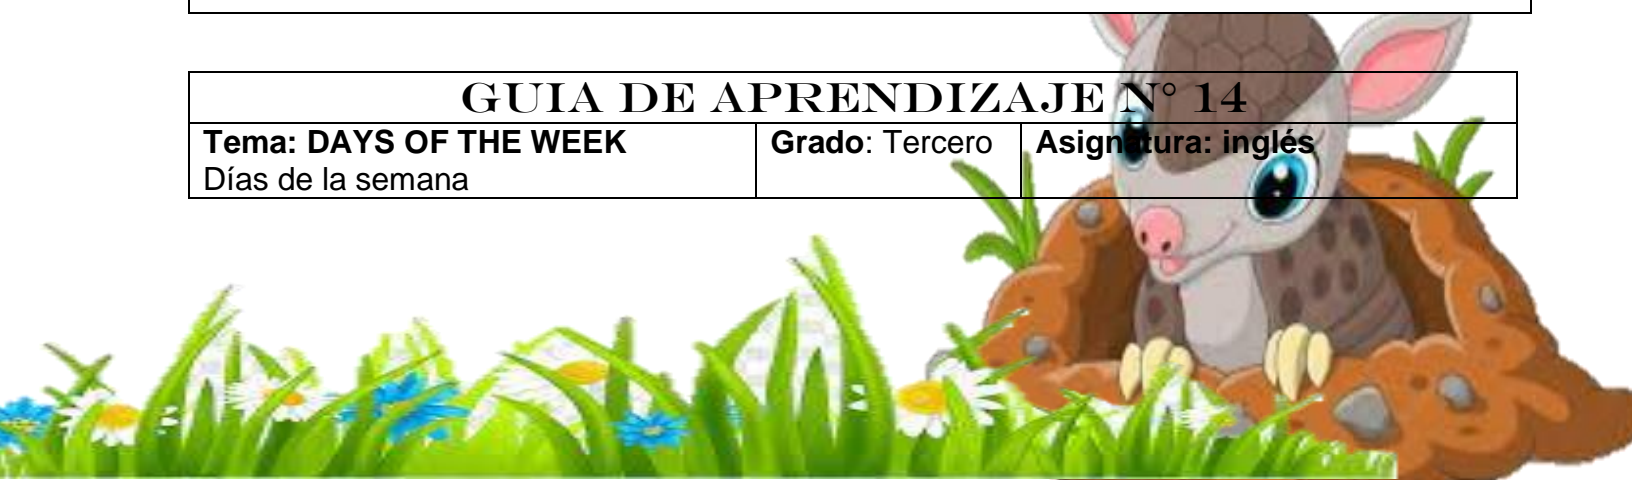 GUIA DE APRENDIZAJE N° 14
Tema: DAYS OF THE WEEK
Días de la semana
Grado: Tercero
Asignatura: inglés